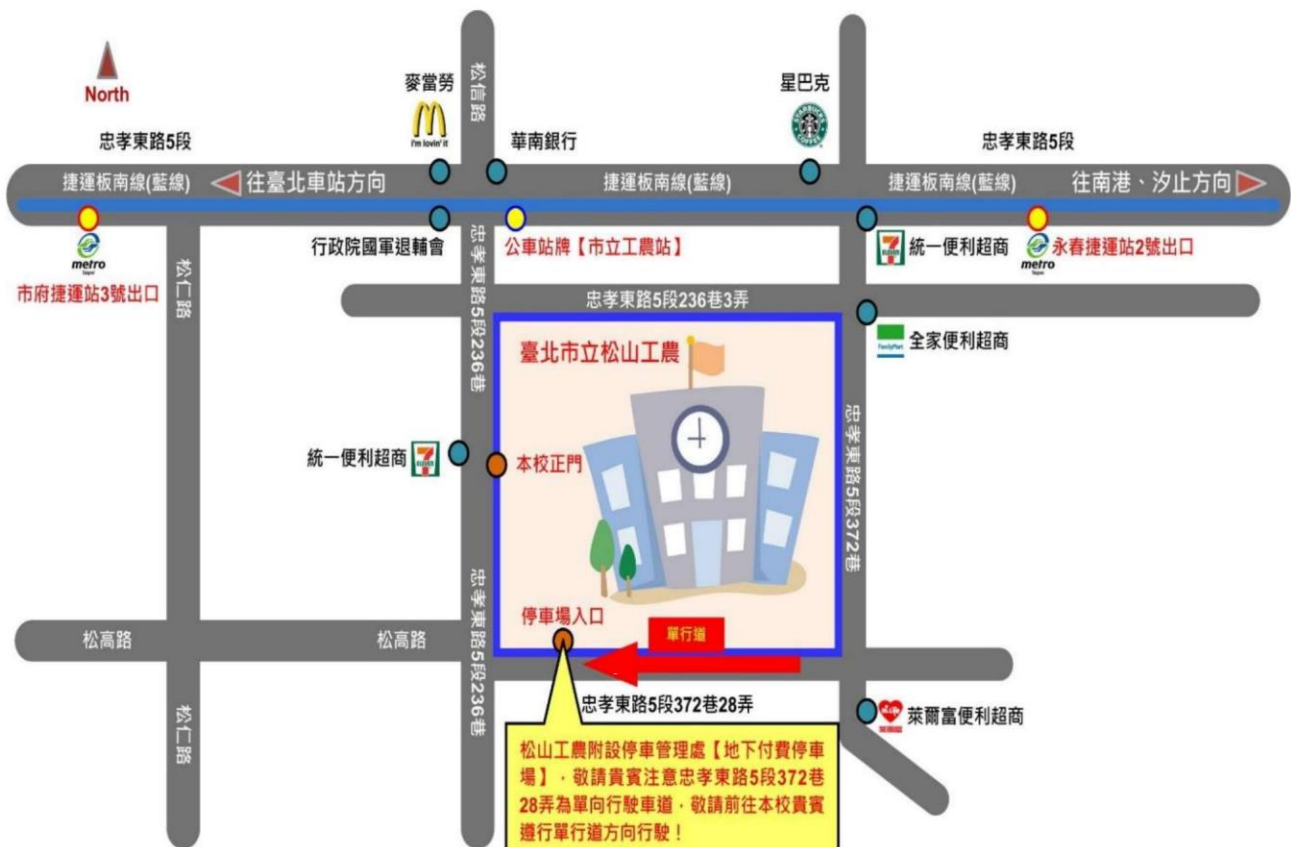 North
麥當勞
I'm lovin' it
松信路
星巴克
華南銀行
忠孝東路5段
忠孝東路5段
捷運板南線(藍線)
往臺北車站方向
捷運板南線(藍線)
捷運板南線(藍線)
往南港、汐止方向
metro
市府捷運站3號出口
行政院國軍退輔會
公車站牌【市立工農站】
統一便利超商
metro
永春捷運站2號出口
松仁路
忠孝東路5段236巷
忠孝東路5段236巷3弄
臺北市立松山工農
FamilyMart
全家便利超商
統一便利超商
本校正門
忠孝東路5段372巷
停車場入口
單行道
松高路
松高路
忠孝東路5段236巷
忠孝東路5段372巷28弄
萊爾富便利超商
松仁路
松山工農附設停車管理處【地下付費停車
場】，敬請貴賓注意忠孝東路5段372巷
28弄為單向行駛車道，敬請前往本校貴賓
遵行單行道方向行駛！